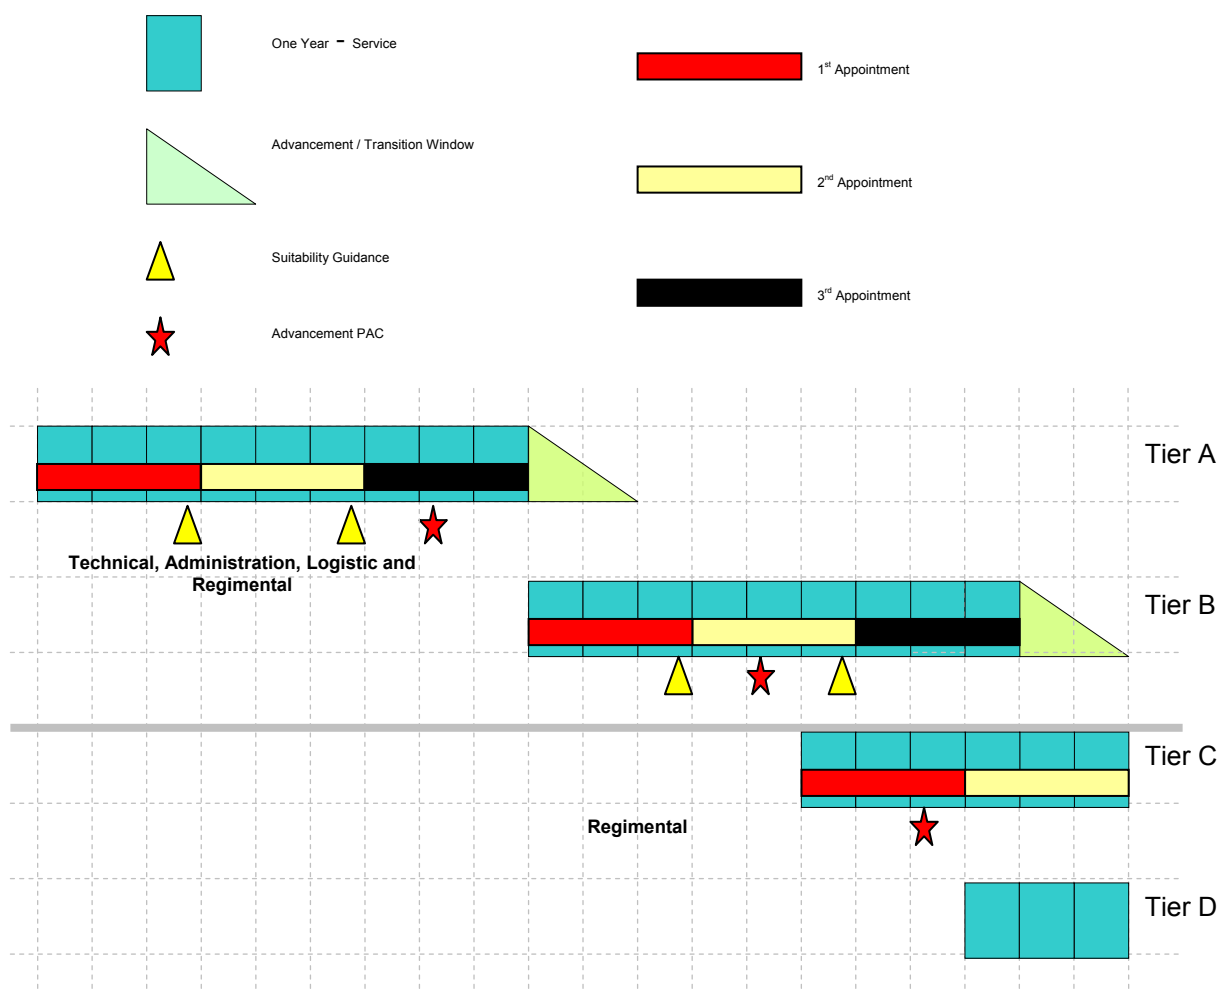 One Year - Service
1st Appointment
Advancement / Transition Window
2nd Appointment
Suitability Guidance
3rd Appointment
Advancement PAC
Tier A
Technical, Administration, Logistic and
Regimental
Tier B
Tier C
Regimental
Tier D